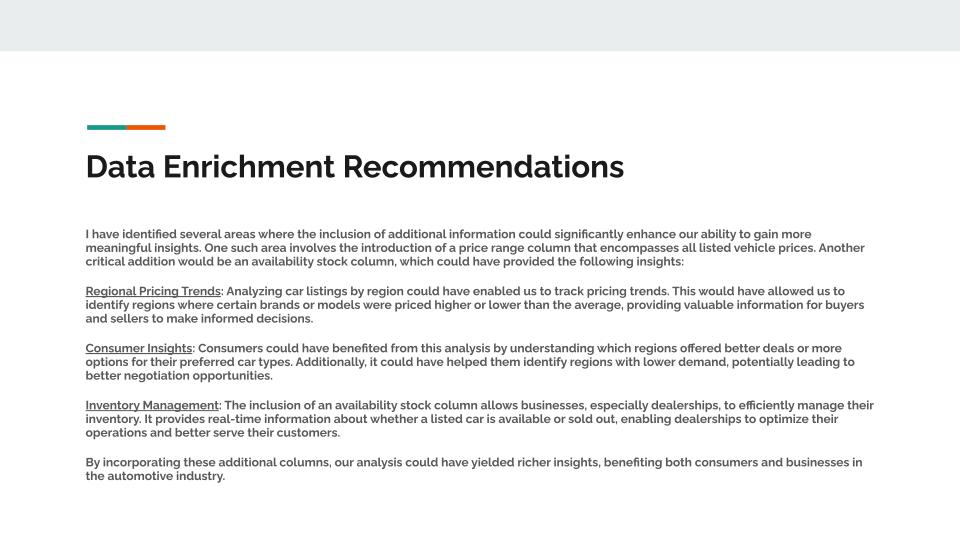 Data Enrichment Recommendations
I have identified several areas where the inclusion of additional information could significantly enhance our ability to gain more
meaningful insights. One such area involves the introduction of a price range column that encompasses all listed vehicle prices. Another
critical addition would be an availability stock column, which could have provided the following insights:
Regional Pricing Trends: Analyzing car listings by region could have enabled us to track pricing trends. This would have allowed us to
identify regions where certain brands or models were priced higher or lower than the average, providing valuable information for buyers
and sellers to make informed decisions.
Consumer Insights: Consumers could have benefited from this analysis by understanding which regions offered better deals or more
options for their preferred car types. Additionally, it could have helped them identify regions with lower demand, potentially leading to
better negotiation opportunities.
Inventory Management: The inclusion of an availability stock column allows businesses, especially dealerships, to efficiently manage their
inventory. It provides real-time information about whether a listed car is available or sold out, enabling dealerships to optimize their
operations and better serve their customers.
By incorporating these additional columns, our analysis could have yielded richer insights, benefiting both consumers and businesses in
the automotive industry.